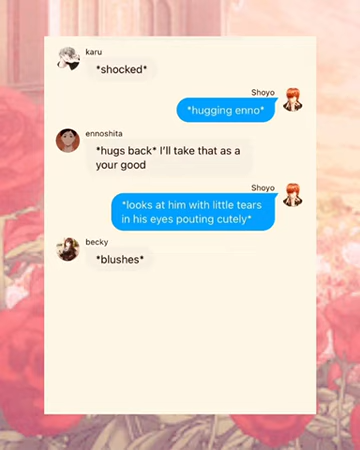 karu
*shocked*
Shoyo
*hugging enno*
ennoshita
*hugs back* I'll take that as a
your good
Shoyo
*looks at him with little tears
in his eyes pouting cutely*
becky
*blushes*